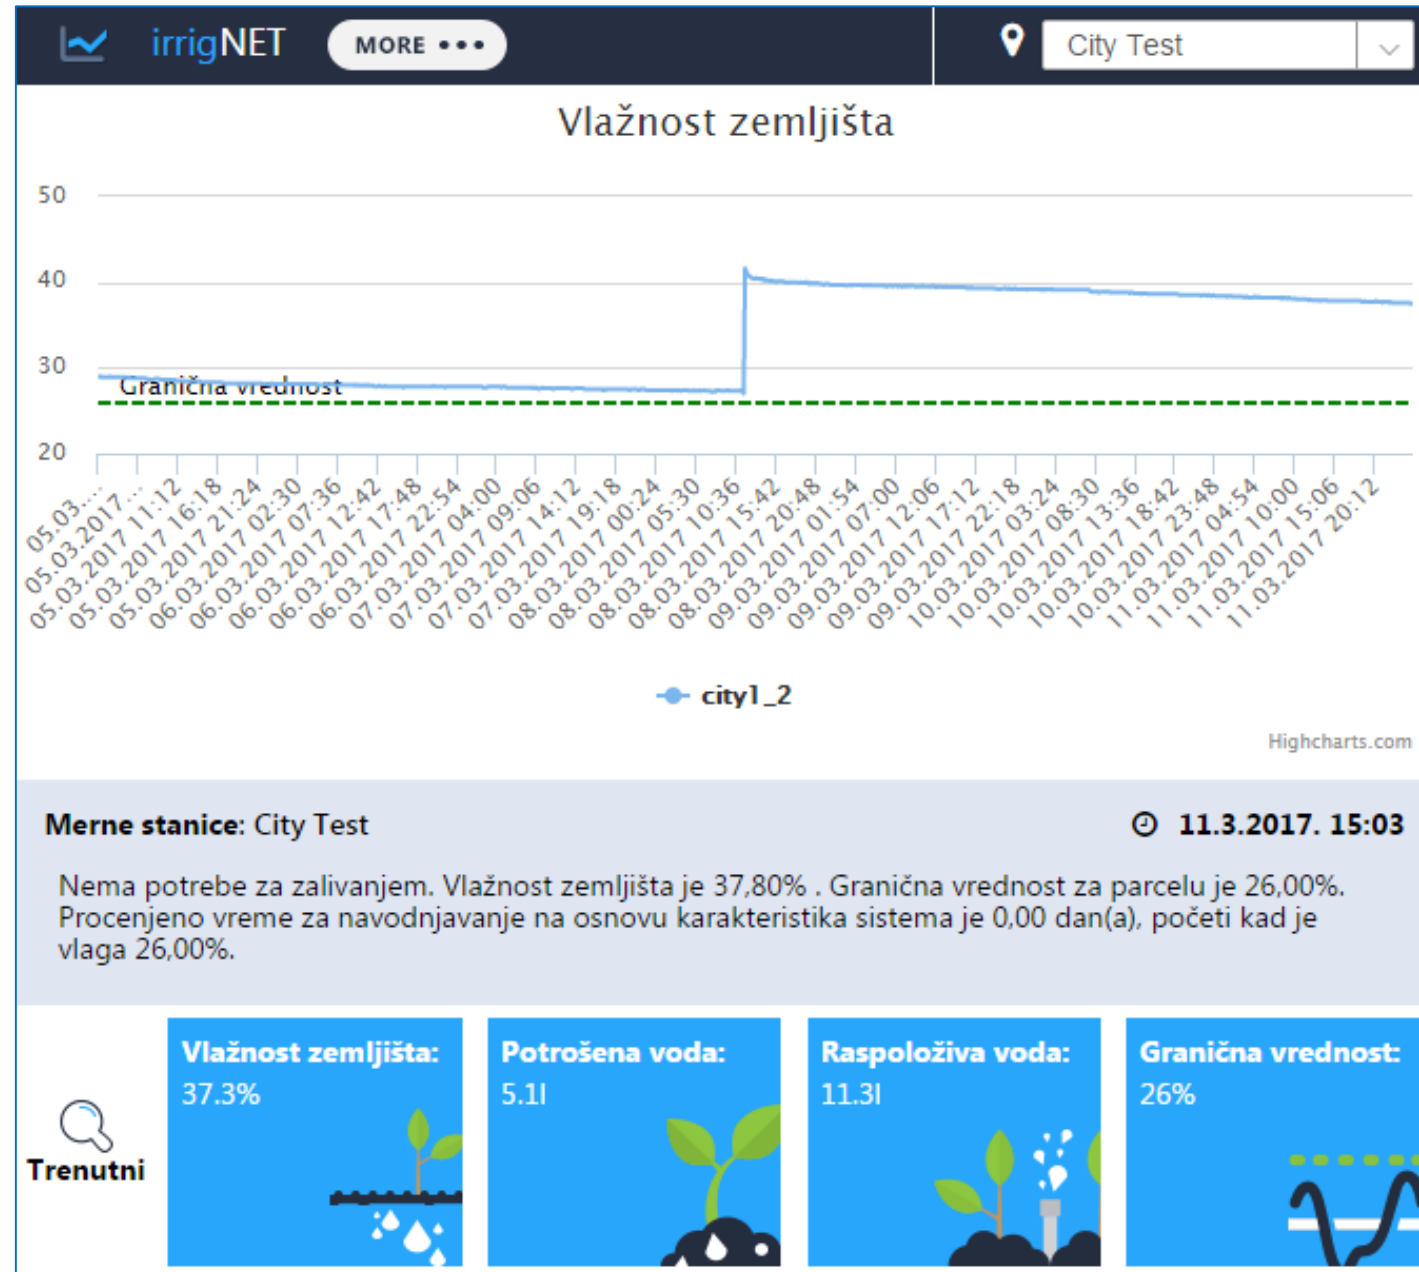 irrigNET
MORE •••
City Test
Vlažnost zemljišta
50
40
30
Granična vrednost
20
05.03....
05.03.2017...
05.03.2017 11:12
05.03.2017 16:18
05.03.2017 21:24
06.03.2017 02:30
06.03.2017 07:36
06.03.2017 12:42
06.03.2017 17:48
06.03.2017 22:54
07.03.2017 04:00
07.03.2017 09:06
07.03.2017 14:12
07.03.2017 19:18
08.03.2017 00:24
08.03.2017 05:30
08.03.2017 10:36
08.03.2017 15:42
08.03.2017 20:48
09.03.2017 01:54
09.03.2017 07:00
09.03.2017 12:06
09.03.2017 17:12
09.03.2017 22:18
10.03.2017 03:24
10.03.2017 08:30
10.03.2017 13:36
10.03.2017 18:42
10.03.2017 23:48
11.03.2017 04:54
11.03.2017 10:00
11.03.2017 15:06
11.03.2017 20:12
city1_2
Highcharts.com
Merne stanice: City Test
11.3.2017. 15:03
Nema potrebe za zalivanjem. Vlažnost zemljišta je 37,80% . Granična vrednost za parcelu je 26,00%.
Procenjeno vreme za navodnjavanje na osnovu karakteristika sistema je 0,00 dan(a), početi kad je
vlaga 26,00%.
Trenutni
Vlažnost zemljišta:
37.3%
Potrošena voda:
5.1l
Raspoloživa voda:
11.3l
Granična vrednost:
26%